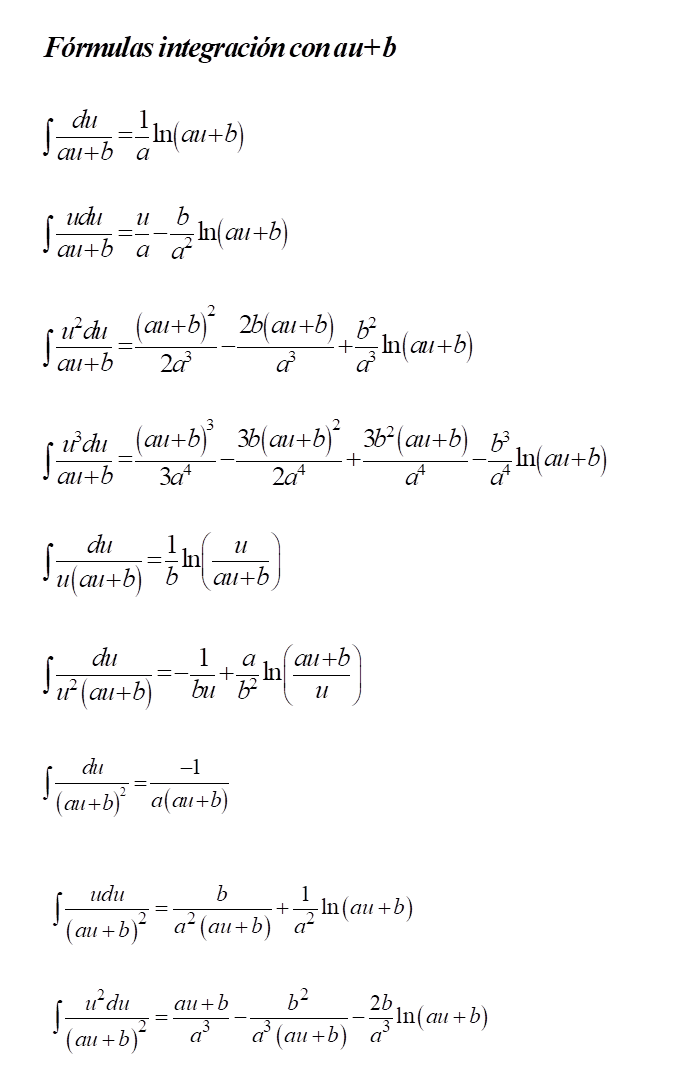 Fórmulas integración con au+b
∫ du/(au+b) = 1/a ln(au+b)
∫ udu/(au+b) = u/a − b/a² ln(au+b)
∫ u²du/(au+b) = (au+b)²/2a³ − 2b(au+b)/a³ + b²/a³ ln(au+b)
∫ u³du/(au+b) = (au+b)³/3a⁴ − 3b(au+b)²/2a⁴ + 3b²(au+b)/a⁴ − b³/a⁴ ln(au+b)
∫ du/u(au+b) = 1/b ln(u/(au+b))
∫ du/u²(au+b) = −1/bu + a/b² ln((au+b)/u)
∫ du/(au+b)² = −1/a(au+b)
∫ udu/(au+b)² = b/a²(au+b) + 1/a² ln(au+b)
∫ u²du/(au+b)² = (au+b)/a³ − b²/a³(au+b) − 2b/a³ ln(au+b)